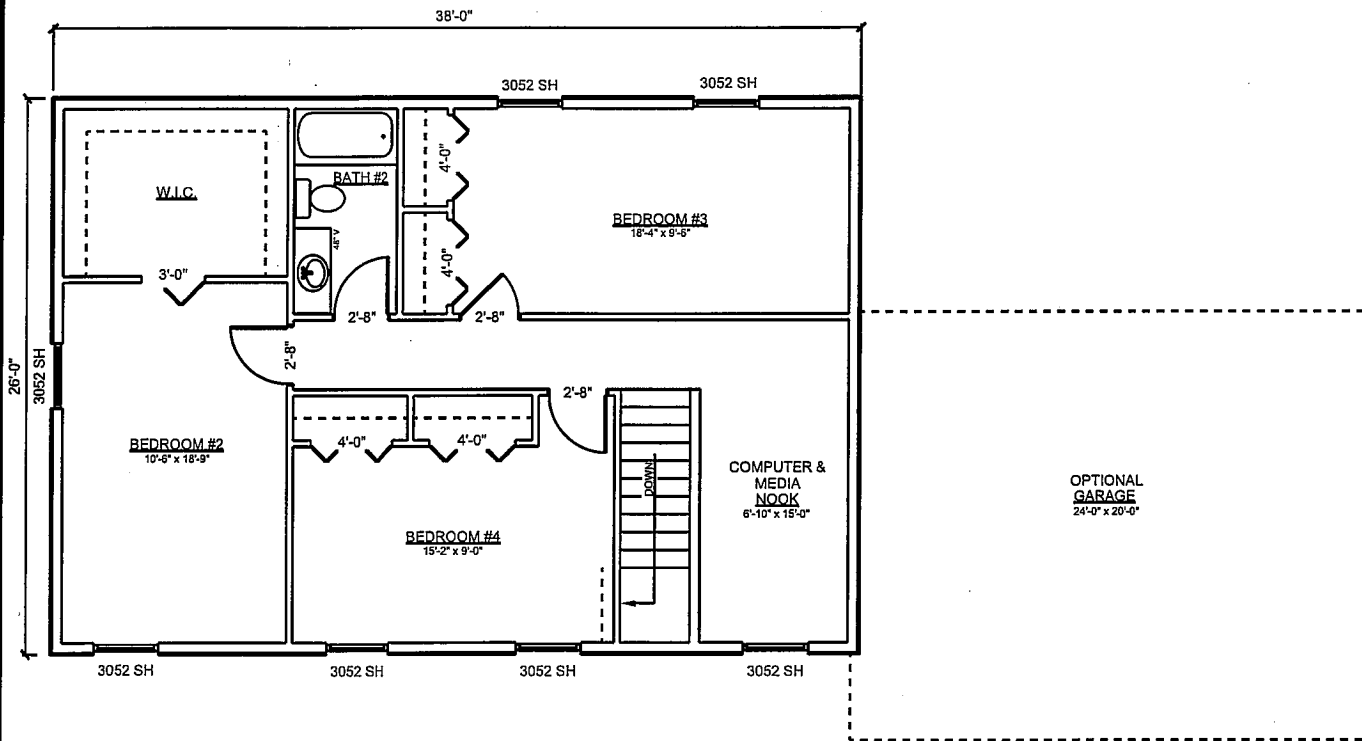 38'-0"
3052 SH
3052 SH
W.I.C.
BATH #2
48" V
4'-0"
4'-0"
BEDROOM #3
18'-4" x 9'-6"
3'-0"
2'-8"
2'-8"
2'-8"
2'-8"
26'-0"
3052 SH
BEDROOM #2
10'-6" x 18'-9"
4'-0"
4'-0"
BEDROOM #4
15'-2" x 9'-0"
DOWN
COMPUTER &
MEDIA
NOOK
6'-10" x 15'-0"
OPTIONAL
GARAGE
24'-0" x 20'-0"
3052 SH
3052 SH
3052 SH
3052 SH